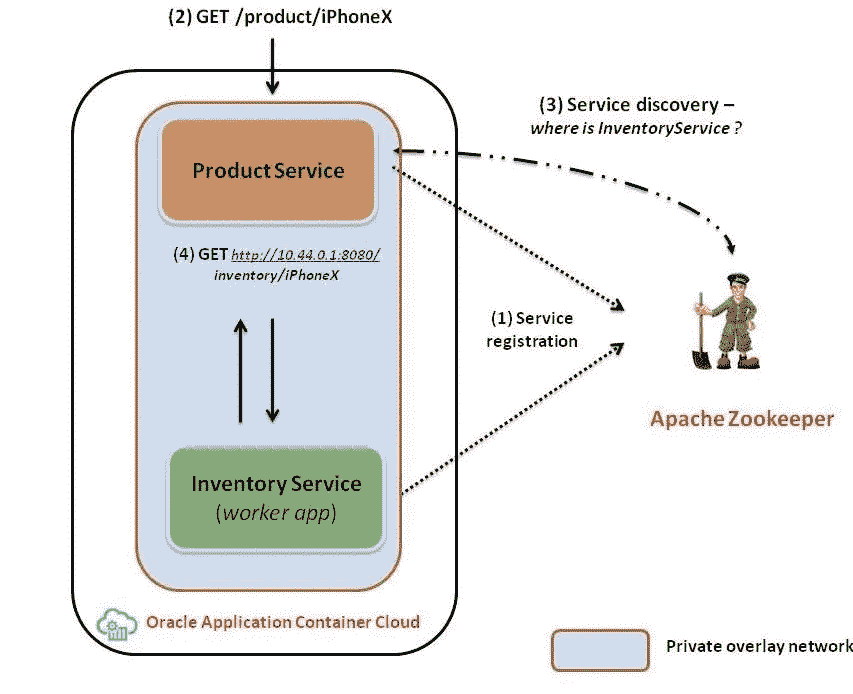 (2) GET /product/iPhoneX
(3) Service discovery –
where is InventoryService ?
Product Service
(4) GET http://10.44.0.1:8080/
inventory/iPhoneX
(1) Service
registration
Apache Zookeeper
Inventory Service
(worker app)
Oracle Application Container Cloud
Private overlay network